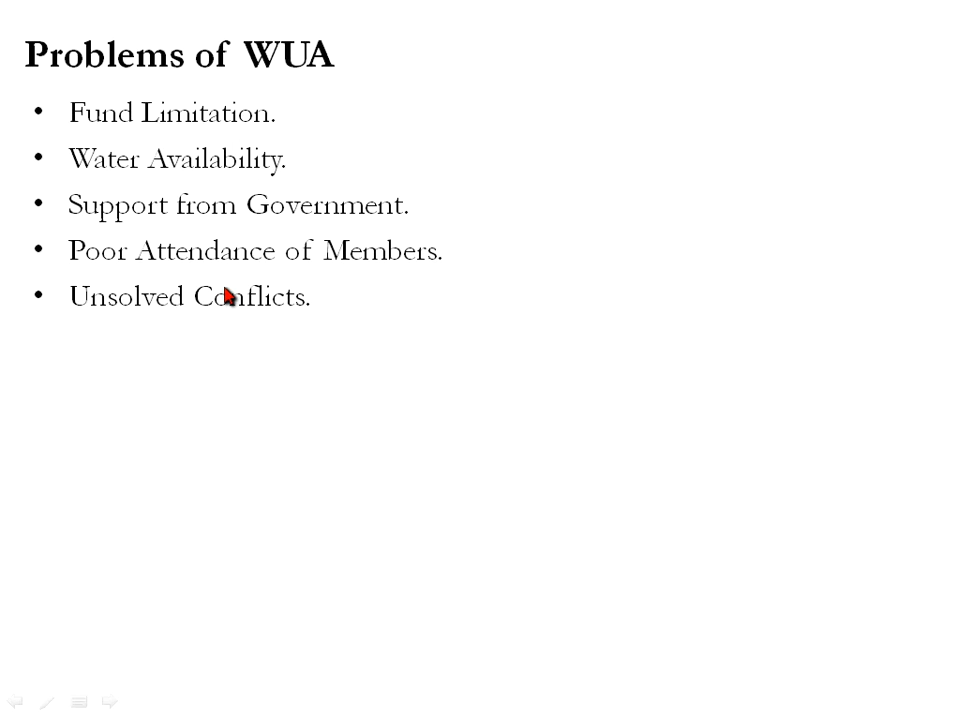 Problems of WUA
• Fund Limitation.
• Water Availability.
• Support from Government.
• Poor Attendance of Members.
• Unsolved Conflicts.